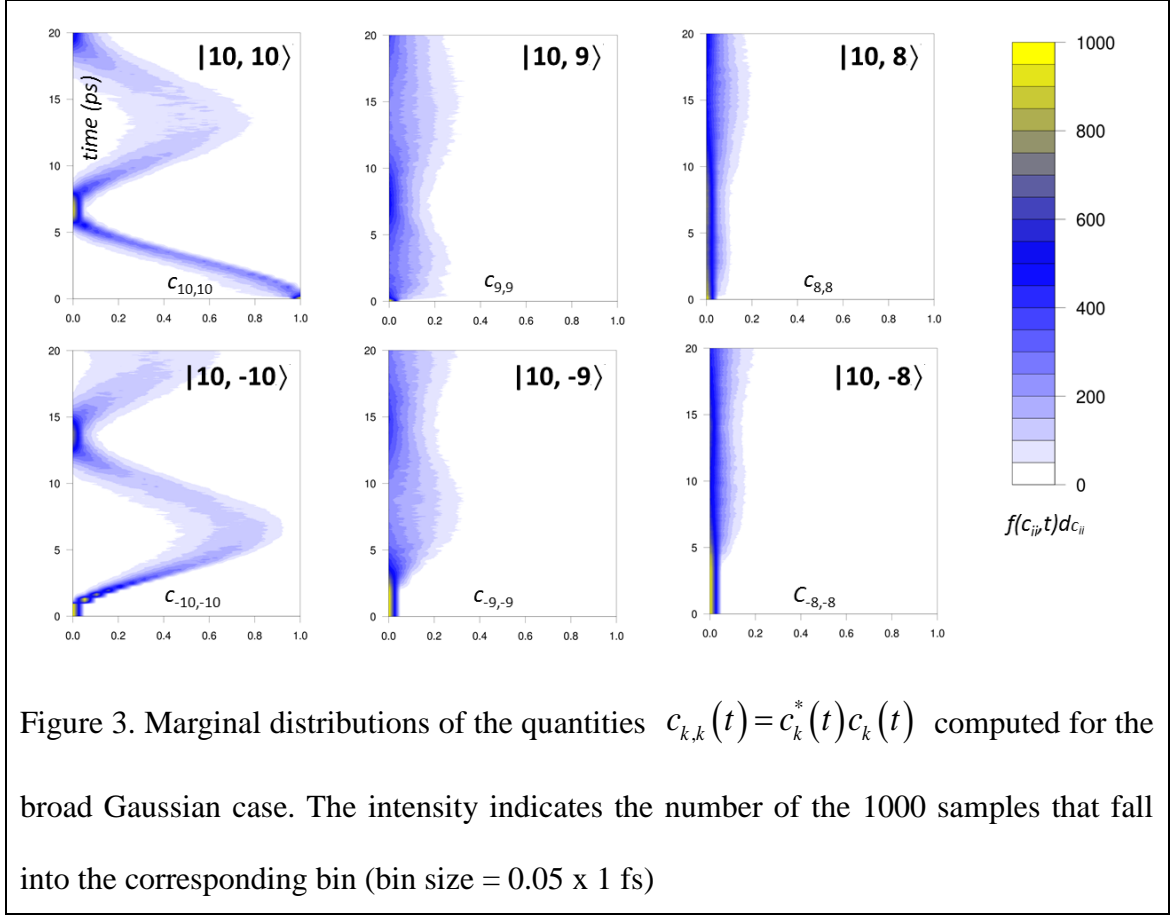 |10, 10⟩
|10, 9⟩
|10, 8⟩
time (ps)
c10,10
c9,9
c8,8
20
15
10
5
0
0.0 0.2 0.4 0.6 0.8 1.0
20
15
10
5
0
0.0 0.2 0.4 0.6 0.8 1.0
20
15
10
5
0
0.0 0.2 0.4 0.6 0.8 1.0
|10, -10⟩
|10, -9⟩
|10, -8⟩
c-10,-10
c-9,-9
C-8,-8
20
15
10
5
0
0.0 0.2 0.4 0.6 0.8 1.0
20
15
10
5
0
0.0 0.2 0.4 0.6 0.8 1.0
20
15
10
5
0
0.0 0.2 0.4 0.6 0.8 1.0
1000
800
600
400
200
0
f(cii,t)dcii
Figure 3. Marginal distributions of the quantities c_{k,k}(t) = c_k^*(t)c_k(t) computed for the
broad Gaussian case. The intensity indicates the number of the 1000 samples that fall
into the corresponding bin (bin size = 0.05 x 1 fs)